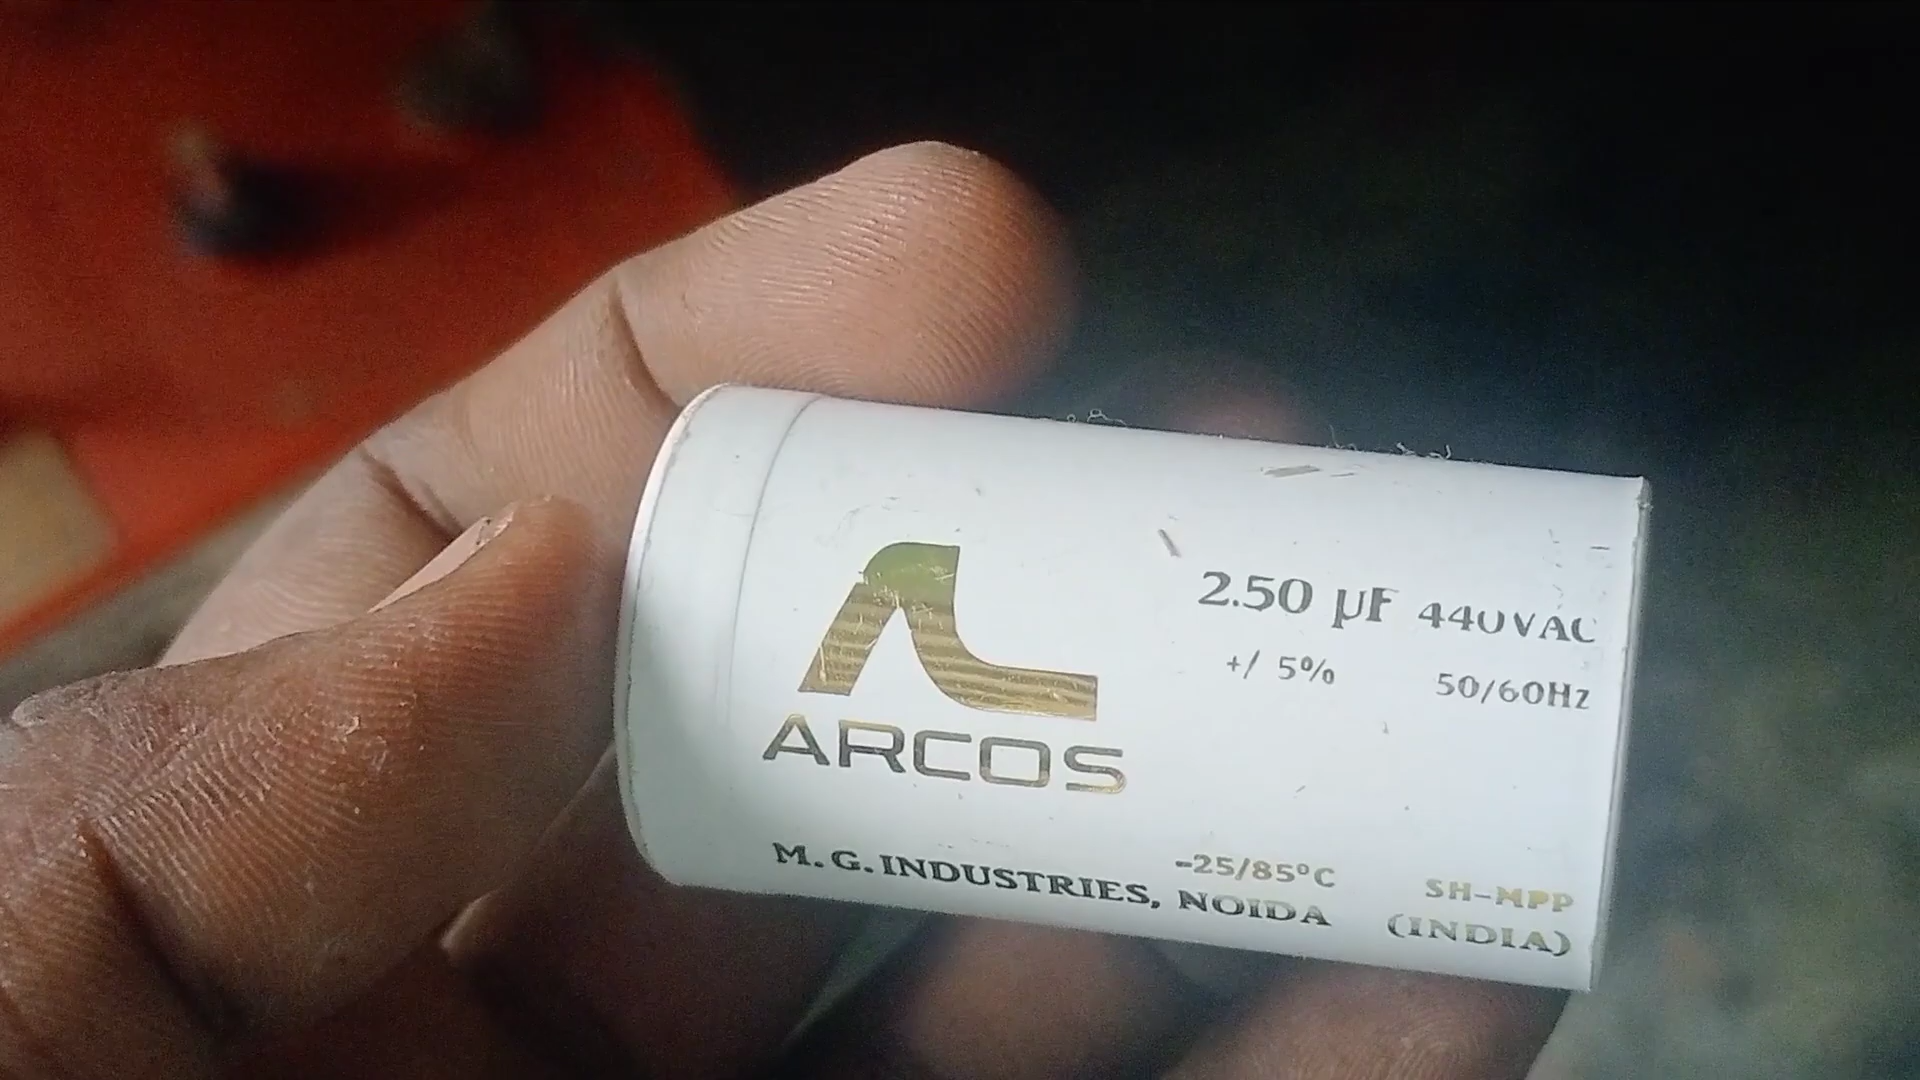 ARCOS
2.50 µF 440VAC
+/ 5% 50/60Hz
-25/85°C SH-MPP
M. G. INDUSTRIES, NOIDA (INDIA)